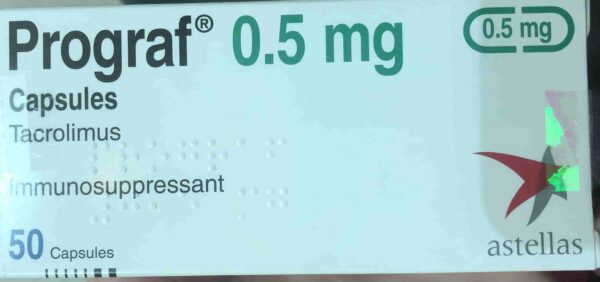 Prograf® 0.5 mg
0.5 mg
Capsules
Tacrolimus
Immunosuppressant
50 Capsules
astellas